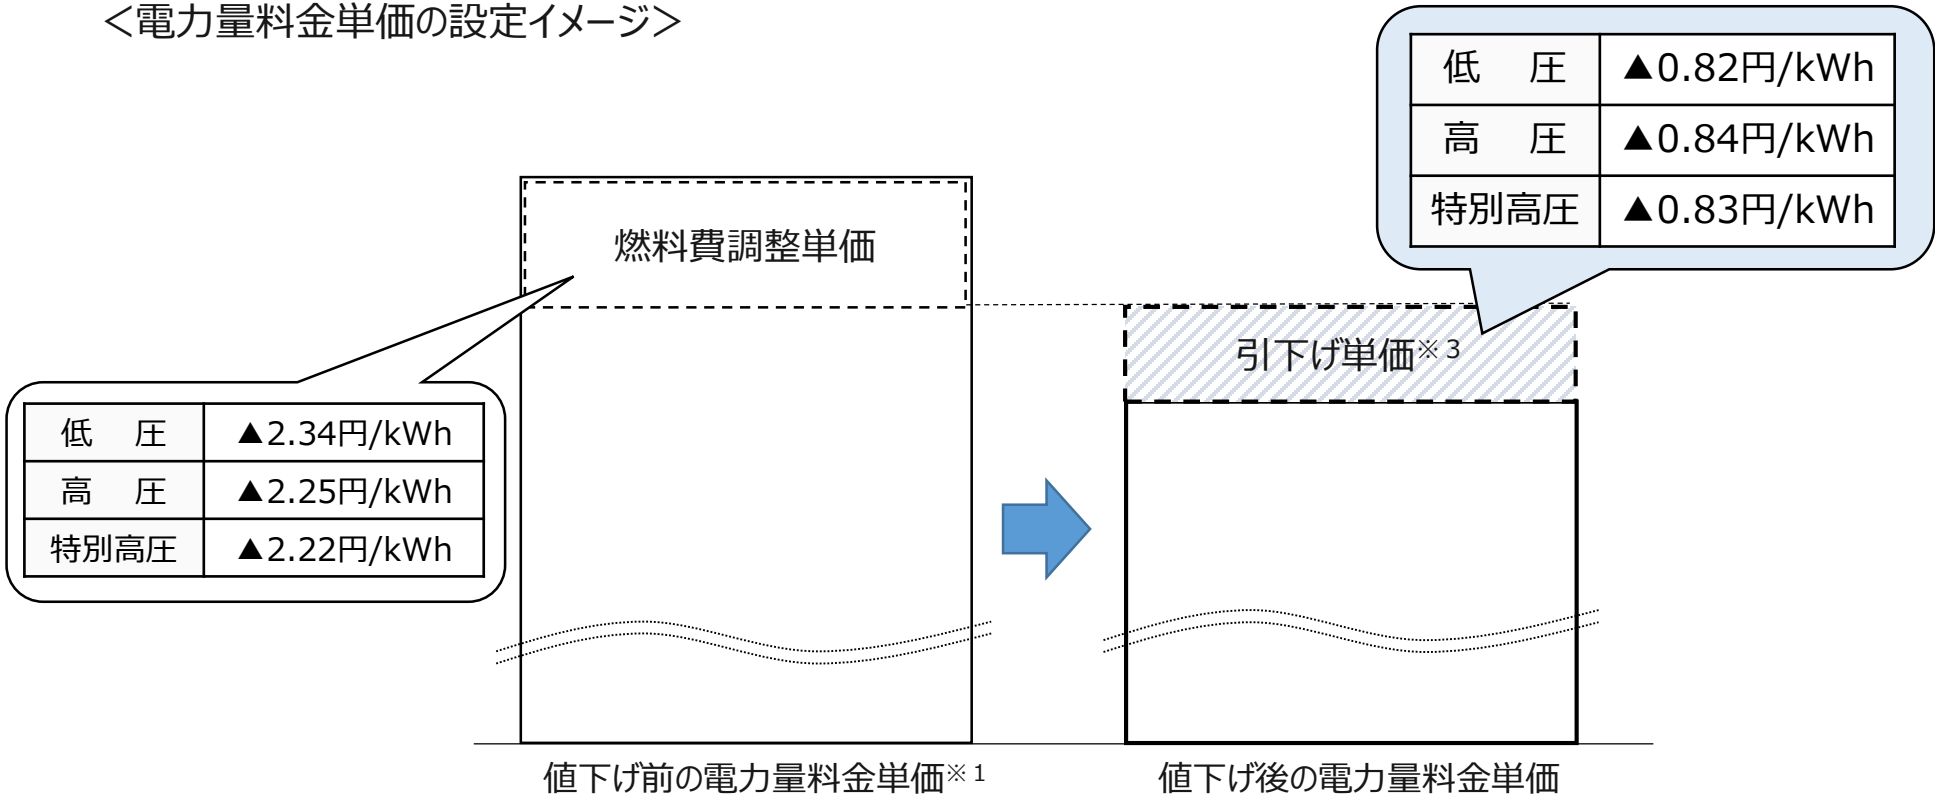 ＜電力量料金単価の設定イメージ＞
低 圧 ▲0.82円/kWh
高 圧 ▲0.84円/kWh
特別高圧 ▲0.83円/kWh
燃料費調整単価
引下げ単価※3
低 圧 ▲2.34円/kWh
高 圧 ▲2.25円/kWh
特別高圧 ▲2.22円/kWh
値下げ前の電力量料金単価※1
値下げ後の電力量料金単価